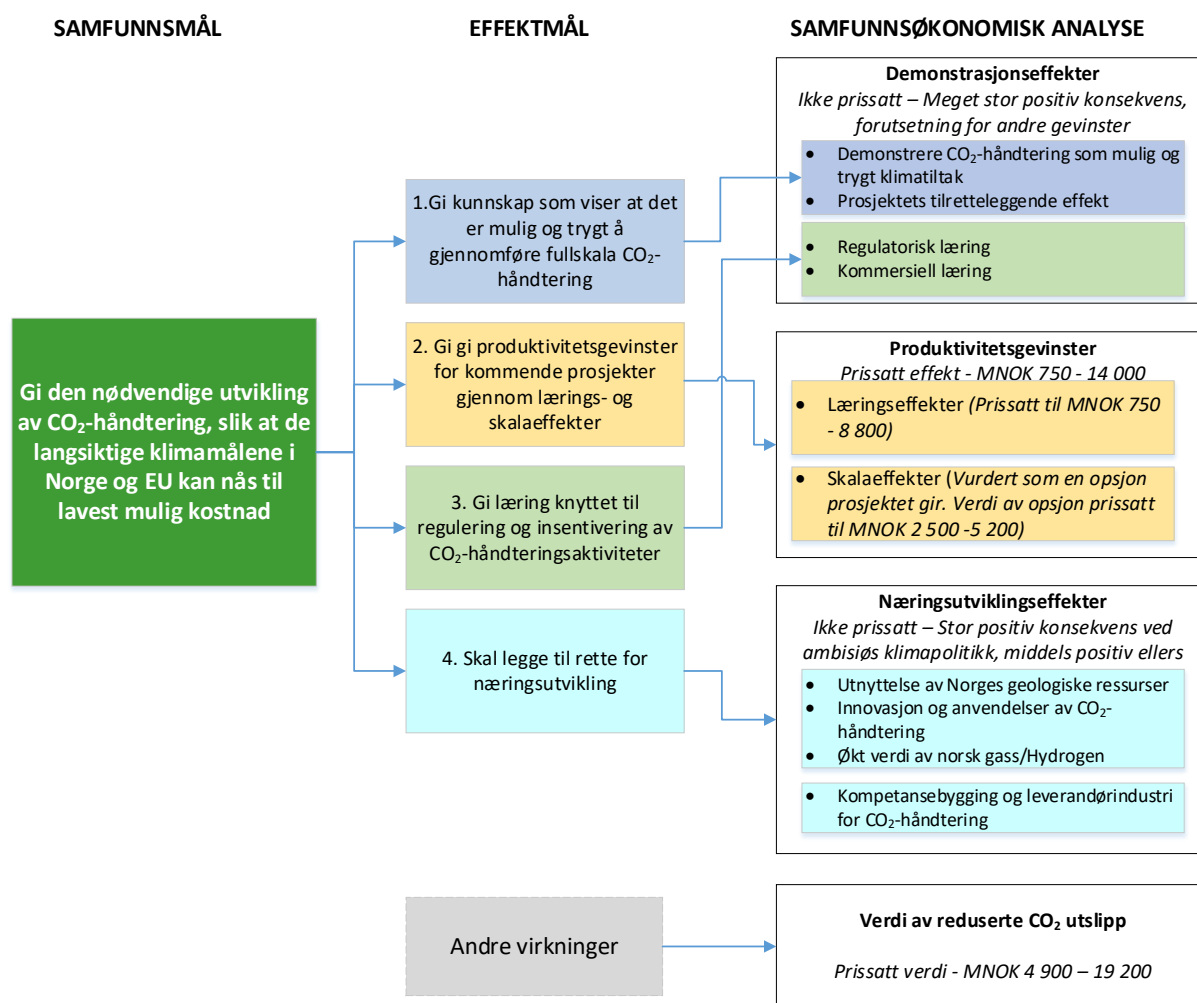 SAMFUNNSMÅL
EFFEKTMÅL
SAMFUNNSØKONOMISK ANALYSE
Gi den nødvendige utvikling
av CO₂-håndtering, slik at de
langsiktige klimamålene i
Norge og EU kan nås til
lavest mulig kostnad
1.Gi kunnskap som viser at det
er mulig og trygt å
gjennomføre fullskala CO₂-
håndtering
2. Gi gi produktivitetsgevinster
for kommende prosjekter
gjennom lærings- og
skalaeffekter
3. Gi læring knyttet til
regulering og insentivering av
CO₂-håndteringsaktiviteter
4. Skal legge til rette for
næringsutvikling
Andre virkninger
Demonstrasjonseffekter
Ikke prissatt – Meget stor positiv konsekvens,
forutsetning for andre gevinster
• Demonstrere CO₂-håndtering som mulig og
trygt klimatiltak
• Prosjektets tilretteleggende effekt
• Regulatorisk læring
• Kommersiell læring
Produktivitetsgevinster
Prissatt effekt - MNOK 750 - 14 000
• Læringseffekter (Prissatt til MNOK 750
- 8 800)
• Skalaeffekter (Vurdert som en opsjon
prosjektet gir. Verdi av opsjon prissatt
til MNOK 2 500 -5 200)
Næringsutviklingseffekter
Ikke prissatt – Stor positiv konsekvens ved
ambisiøs klimapolitikk, middels positiv ellers
• Utnyttelse av Norges geologiske ressurser
• Innovasjon og anvendelser av CO₂-
håndtering
• Økt verdi av norsk gass/Hydrogen
• Kompetansebygging og leverandørindustri
for CO₂-håndtering
Verdi av reduserte CO₂ utslipp
Prissatt verdi - MNOK 4 900 – 19 200